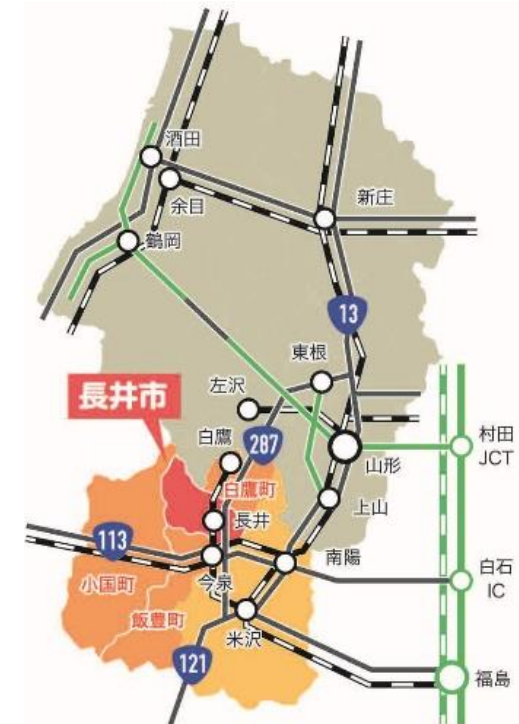 酒田
余目
新庄
鶴岡
13
東根
左沢
長井市
白鷹
287
村田
JCT
山形
白鷹町
上山
長井
113
南陽
今泉
白石
IC
小国町
飯豊町
米沢
121
福島